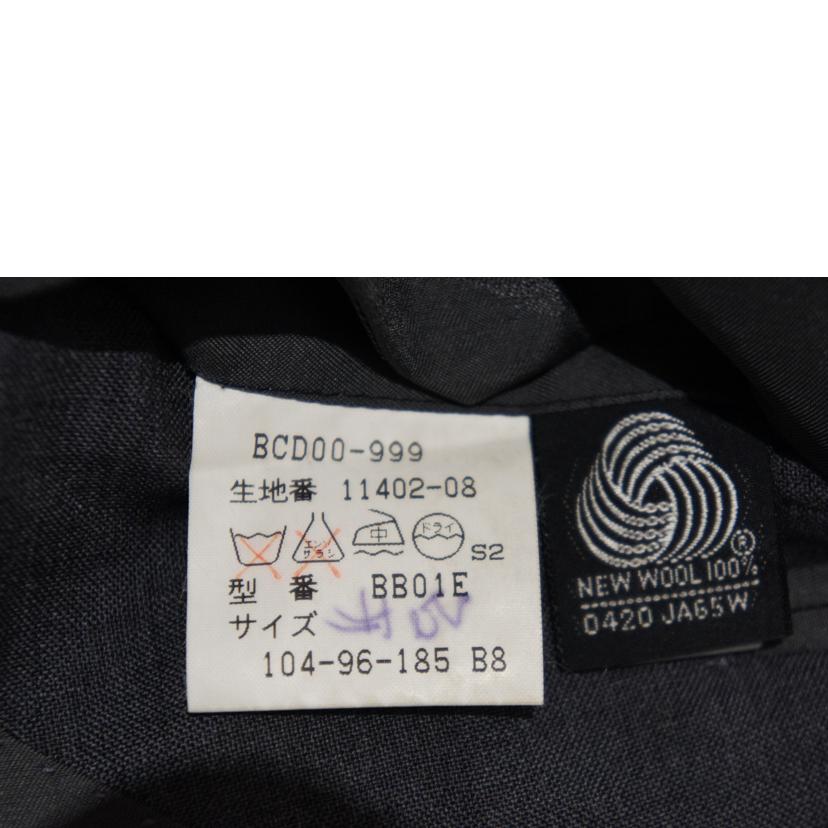 BCD00-999
生地番 11402-08
エンソ サラシ 中 ドライ S2
型 番 BB01E
サイズ
104-96-185 B8
®
NEW WOOL 100%
0420 JA65W